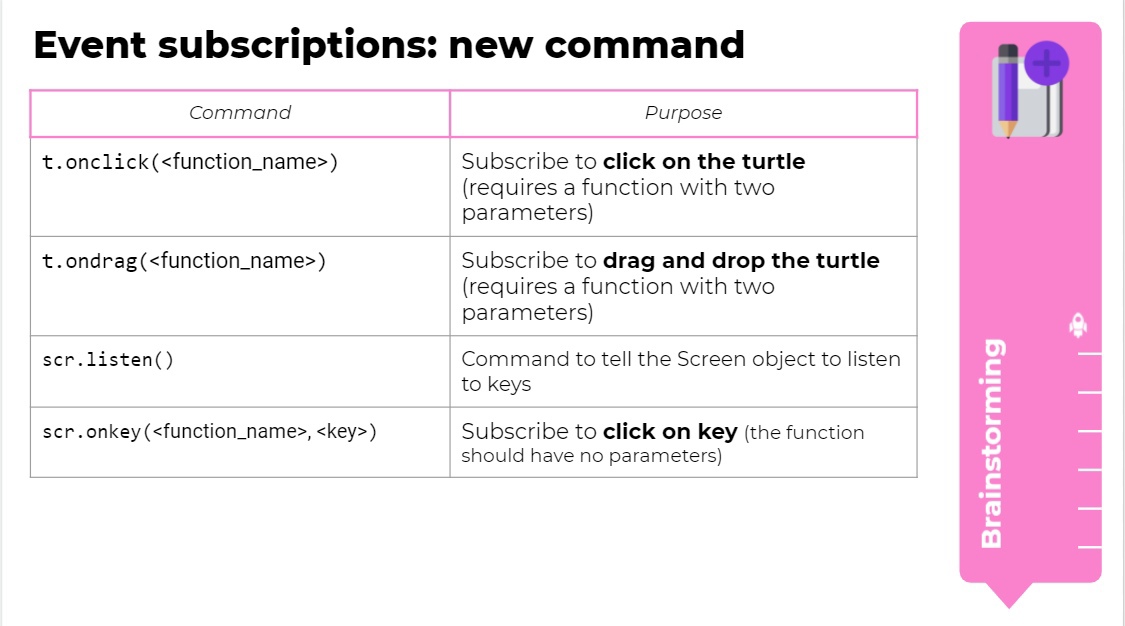 Event subscriptions: new command
Command
Purpose
t.onclick(<function_name>)
Subscribe to click on the turtle
(requires a function with two
parameters)
t.ondrag(<function_name>)
Subscribe to drag and drop the turtle
(requires a function with two
parameters)
scr.listen()
Command to tell the Screen object to listen
to keys
scr.onkey(<function_name>, <key>)
Subscribe to click on key (the function
should have no parameters)
Brainstorming